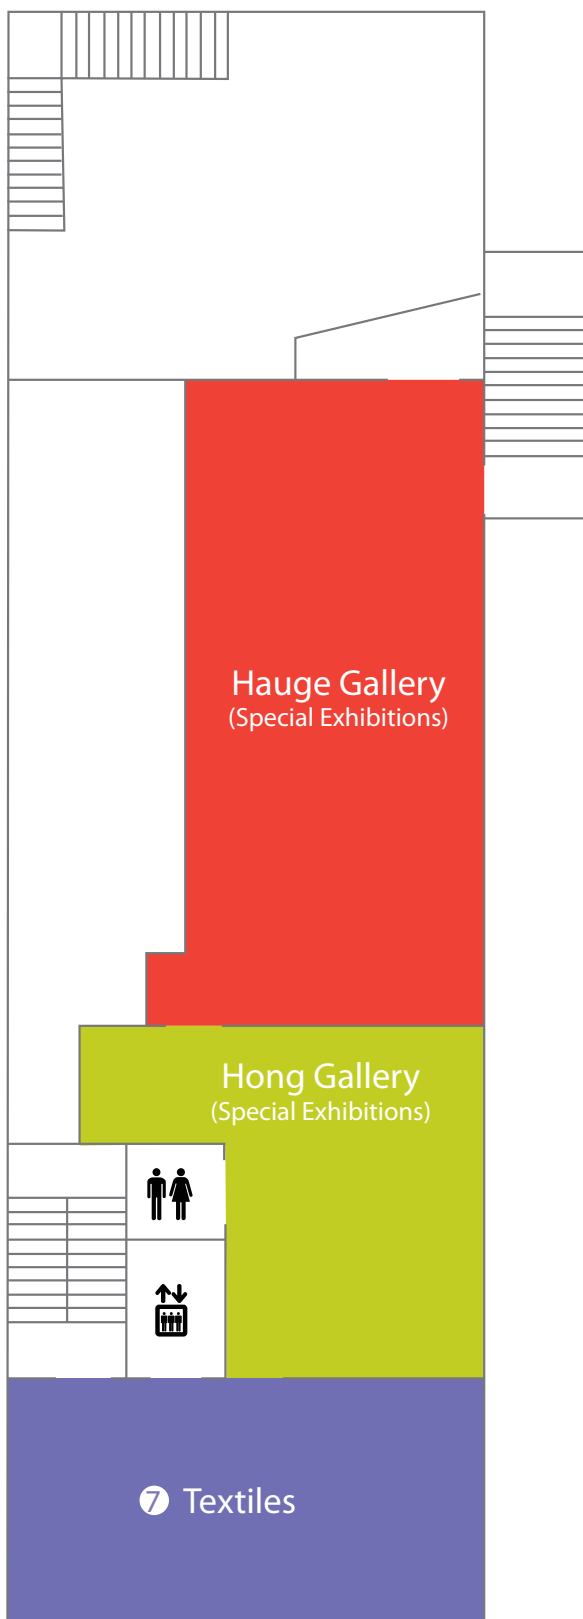 Hauge Gallery
(Special Exhibitions)
Hong Gallery
(Special Exhibitions)
7 Textiles